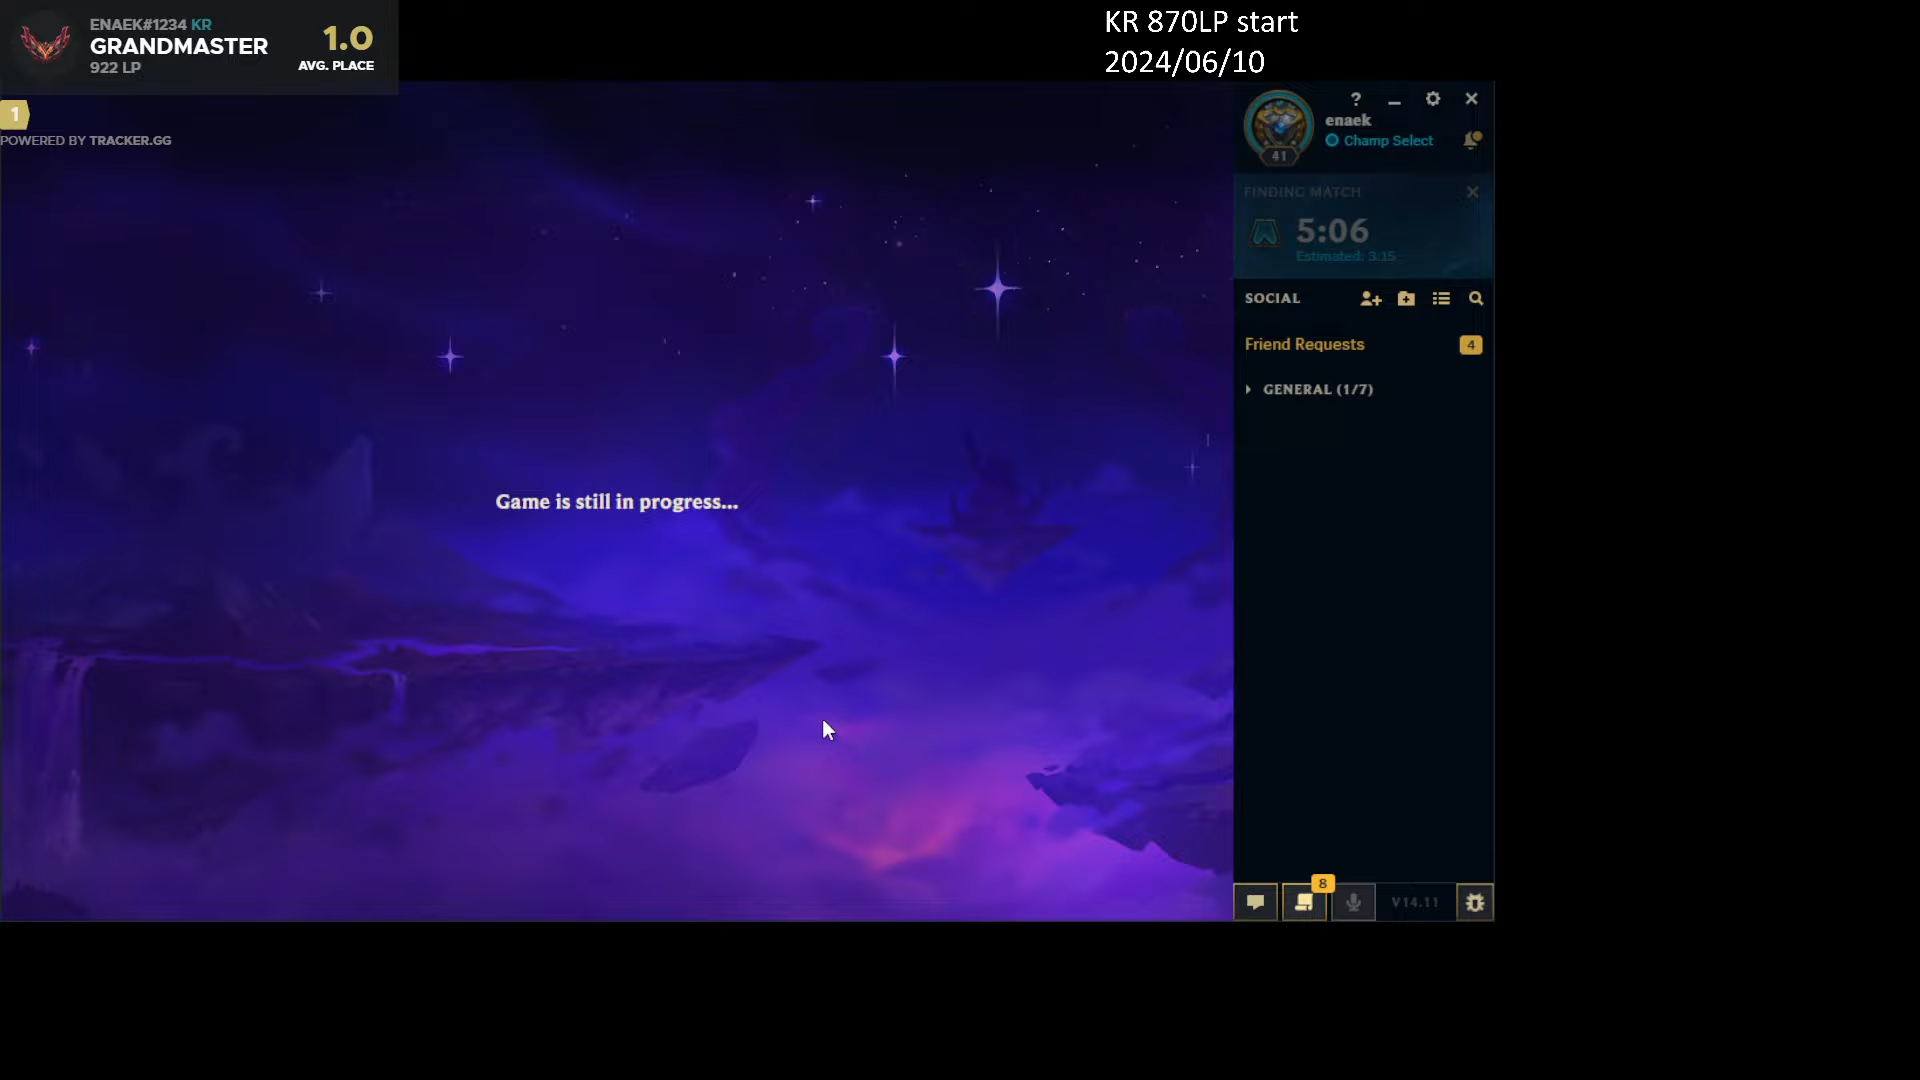 ENAEK#1234 KR
GRANDMASTER
922 LP
1.0
AVG. PLACE
1
POWERED BY TRACKER.GG
KR 870LP start
2024/06/10
?
enaek
Champ Select
41
FINDING MATCH
5:06
Estimated: 3:15
SOCIAL
Friend Requests
4
GENERAL (1/7)
Game is still in progress...
8
V14.11